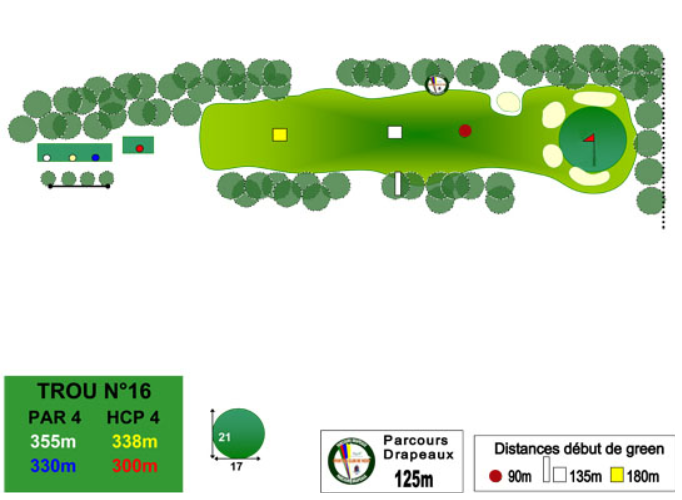 TROU N°16
PAR 4 HCP 4
355m 338m
330m 300m
21
17
Parcours
Drapeaux
125m
Distances début de green
90m 135m 180m